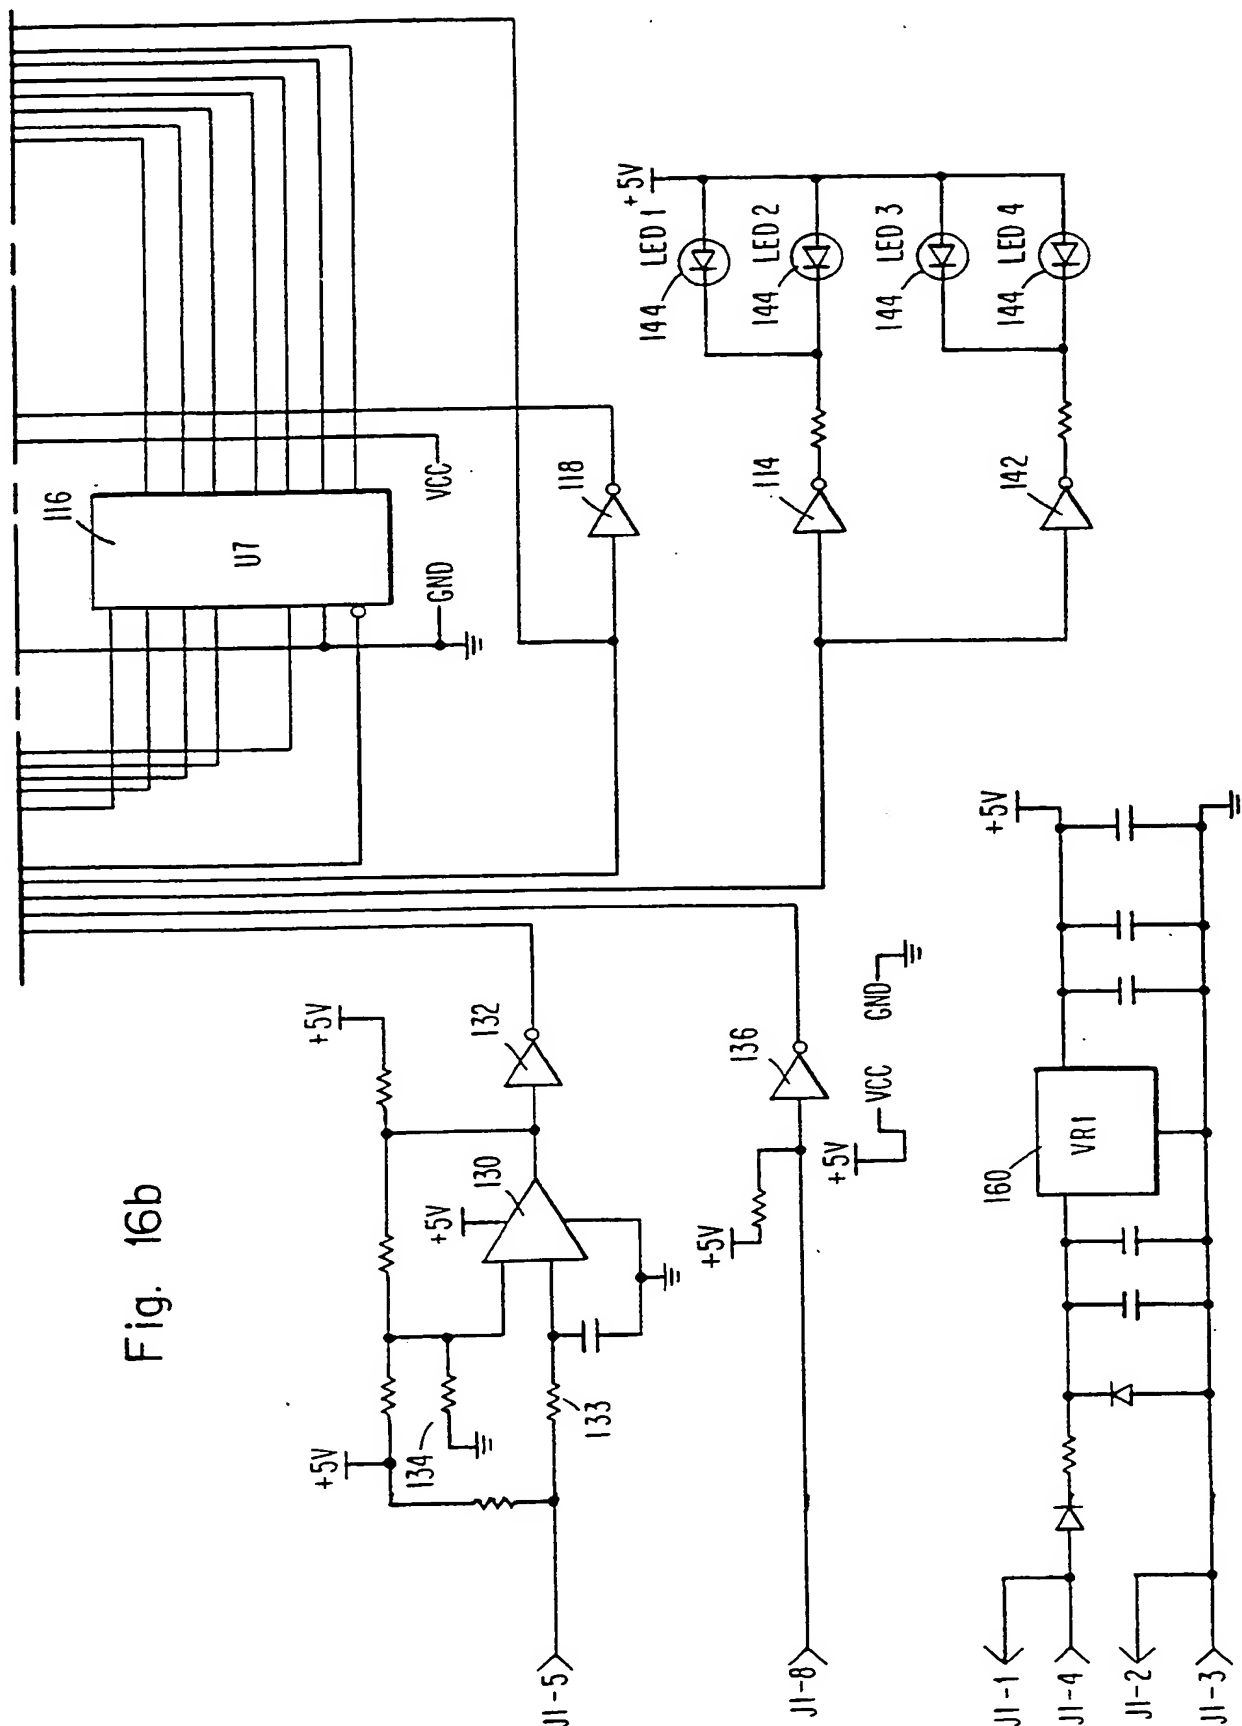 Fig. 16b
116
U7
GND
VCC
118
+5V
LED 1
144
LED 2
144
LED 3
144
LED 4
144
114
142
+5V
+5V
134
+5V
130
132
133
J1-5
+5V
136
J1-8
+5V
VCC
GND
160
VR1
+5V
J1-1
J1-4
J1-2
J1-3